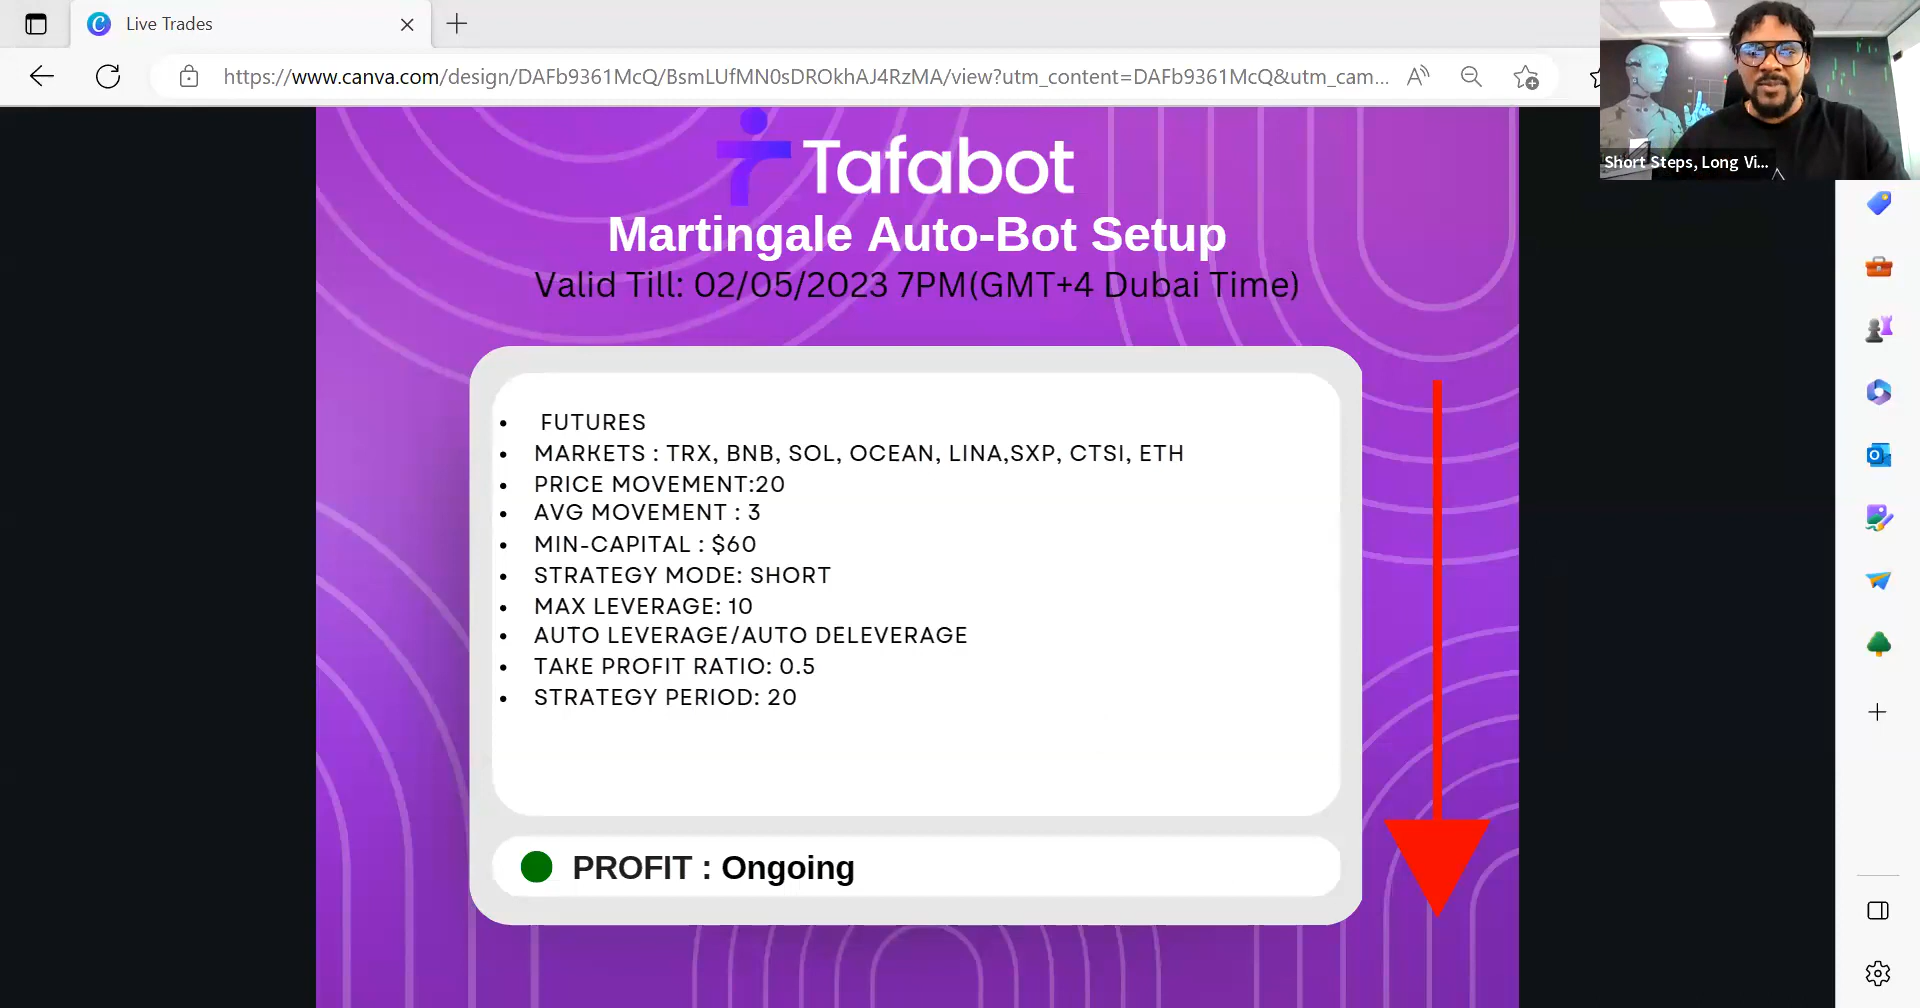 Live Trades
https://www.canva.com/design/DAFb9361McQ/BsmLUfMN0sDROkhAJ4RzMA/view?utm_content=DAFb9361McQ&utm_cam...
Short Steps, Long Vi...
Tafabot
Martingale Auto-Bot Setup
Valid Till: 02/05/2023 7PM(GMT+4 Dubai Time)
• FUTURES
• MARKETS : TRX, BNB, SOL, OCEAN, LINA,SXP, CTSI, ETH
• PRICE MOVEMENT:20
• AVG MOVEMENT : 3
• MIN-CAPITAL : $60
• STRATEGY MODE: SHORT
• MAX LEVERAGE: 10
• AUTO LEVERAGE/AUTO DELEVERAGE
• TAKE PROFIT RATIO: 0.5
• STRATEGY PERIOD: 20
PROFIT : Ongoing